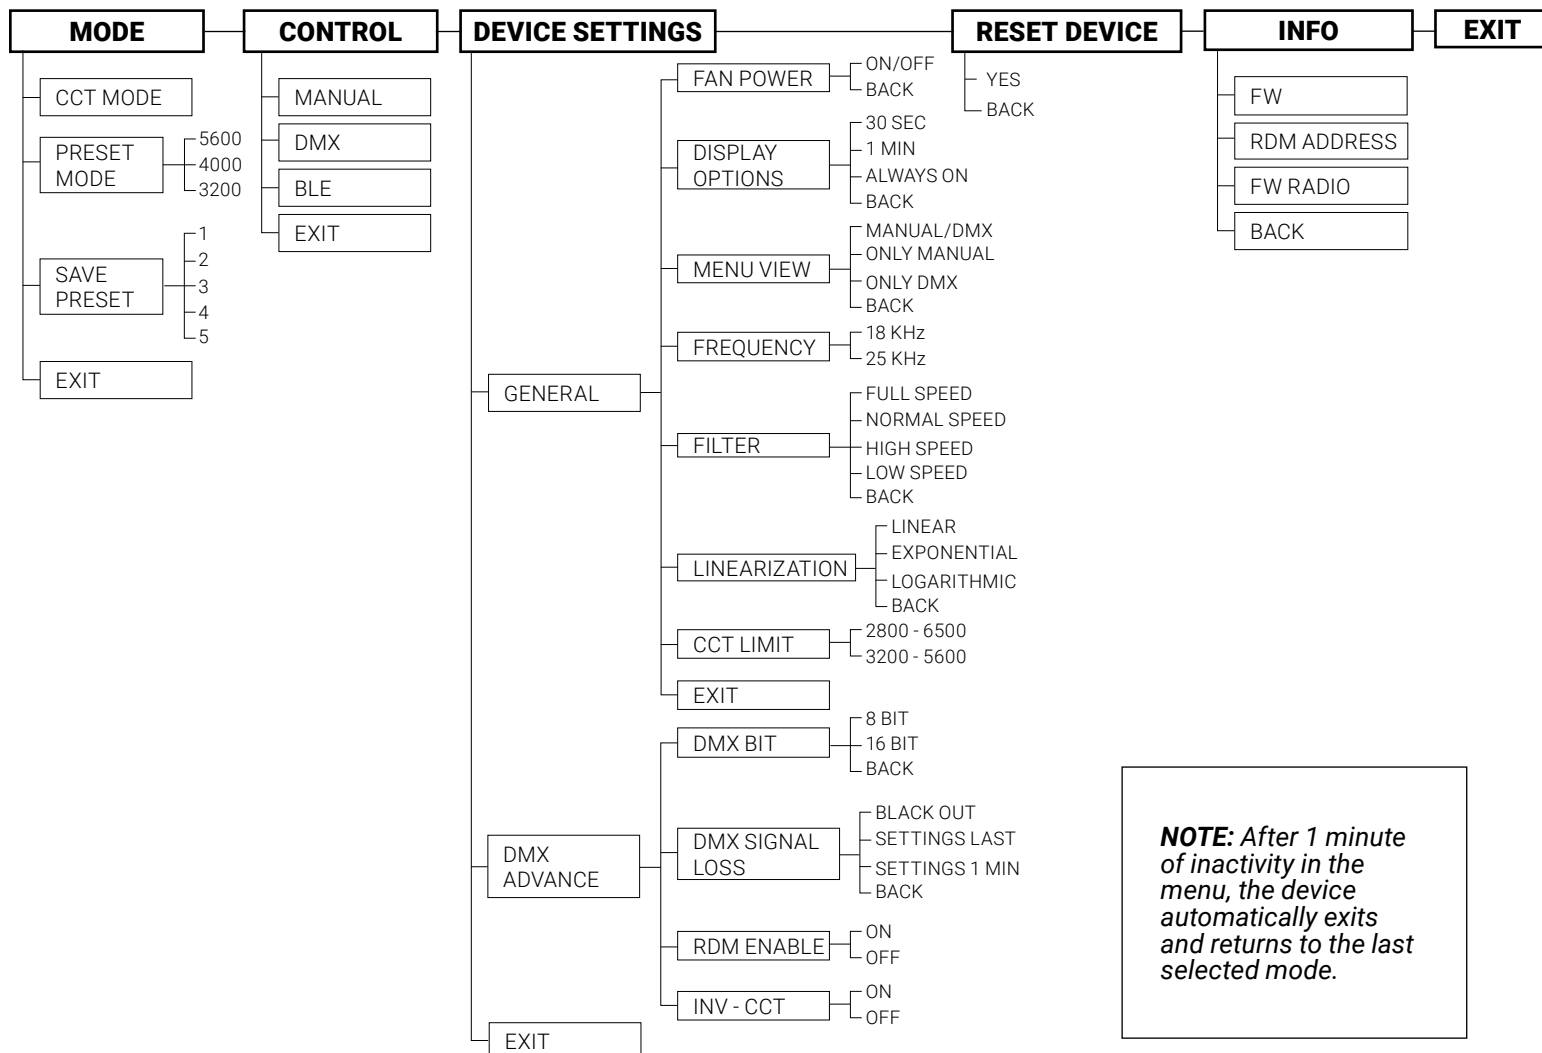 MODE
CONTROL
DEVICE SETTINGS
RESET DEVICE
INFO
EXIT
CCT MODE
PRESET
MODE
5600
4000
3200
SAVE
PRESET
1
2
3
4
5
EXIT
MANUAL
DMX
BLE
EXIT
GENERAL
FAN POWER
ON/OFF
BACK
DISPLAY
OPTIONS
30 SEC
1 MIN
ALWAYS ON
BACK
MENU VIEW
MANUAL/DMX
ONLY MANUAL
ONLY DMX
BACK
FREQUENCY
18 KHz
25 KHz
FILTER
FULL SPEED
NORMAL SPEED
HIGH SPEED
LOW SPEED
BACK
LINEARIZATION
LINEAR
EXPONENTIAL
LOGARITHMIC
BACK
CCT LIMIT
2800 - 6500
3200 - 5600
EXIT
DMX
ADVANCE
DMX BIT
8 BIT
16 BIT
BACK
DMX SIGNAL
LOSS
BLACK OUT
SETTINGS LAST
SETTINGS 1 MIN
BACK
RDM ENABLE
ON
OFF
INV - CCT
ON
OFF
EXIT
YES
BACK
FW
RDM ADDRESS
FW RADIO
BACK
NOTE: After 1 minute
of inactivity in the
menu, the device
automatically exits
and returns to the last
selected mode.